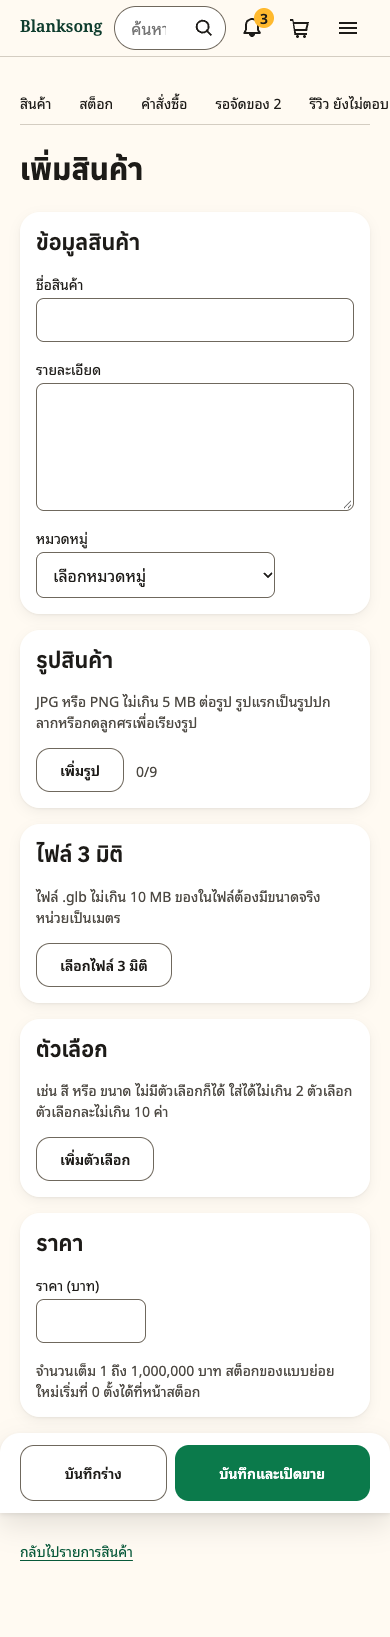 Blanksong
ค้นหา
3
สินค้า สต็อก คำสั่งซื้อ รอจัดของ 2 รีวิว ยังไม่ตอบ
เพิ่มสินค้า
ข้อมูลสินค้า
ชื่อสินค้า
รายละเอียด
หมวดหมู่
เลือกหมวดหมู่
รูปสินค้า
JPG หรือ PNG ไม่เกิน 5 MB ต่อรูป รูปแรกเป็นรูปปก
ลากหรือกดลูกศรเพื่อเรียงรูป
เพิ่มรูป 0/9
ไฟล์ 3 มิติ
ไฟล์ .glb ไม่เกิน 10 MB ของในไฟล์ต้องมีขนาดจริง
หน่วยเป็นเมตร
เลือกไฟล์ 3 มิติ
ตัวเลือก
เช่น สี หรือ ขนาด ไม่มีตัวเลือกก็ได้ ใส่ได้ไม่เกิน 2 ตัวเลือก
ตัวเลือกละไม่เกิน 10 ค่า
เพิ่มตัวเลือก
ราคา
ราคา (บาท)
จำนวนเต็ม 1 ถึง 1,000,000 บาท สต็อกของแบบย่อย
ใหม่เริ่มที่ 0 ตั้งได้ที่หน้าสต็อก
บันทึกร่าง บันทึกและเปิดขาย
กลับไปรายการสินค้า